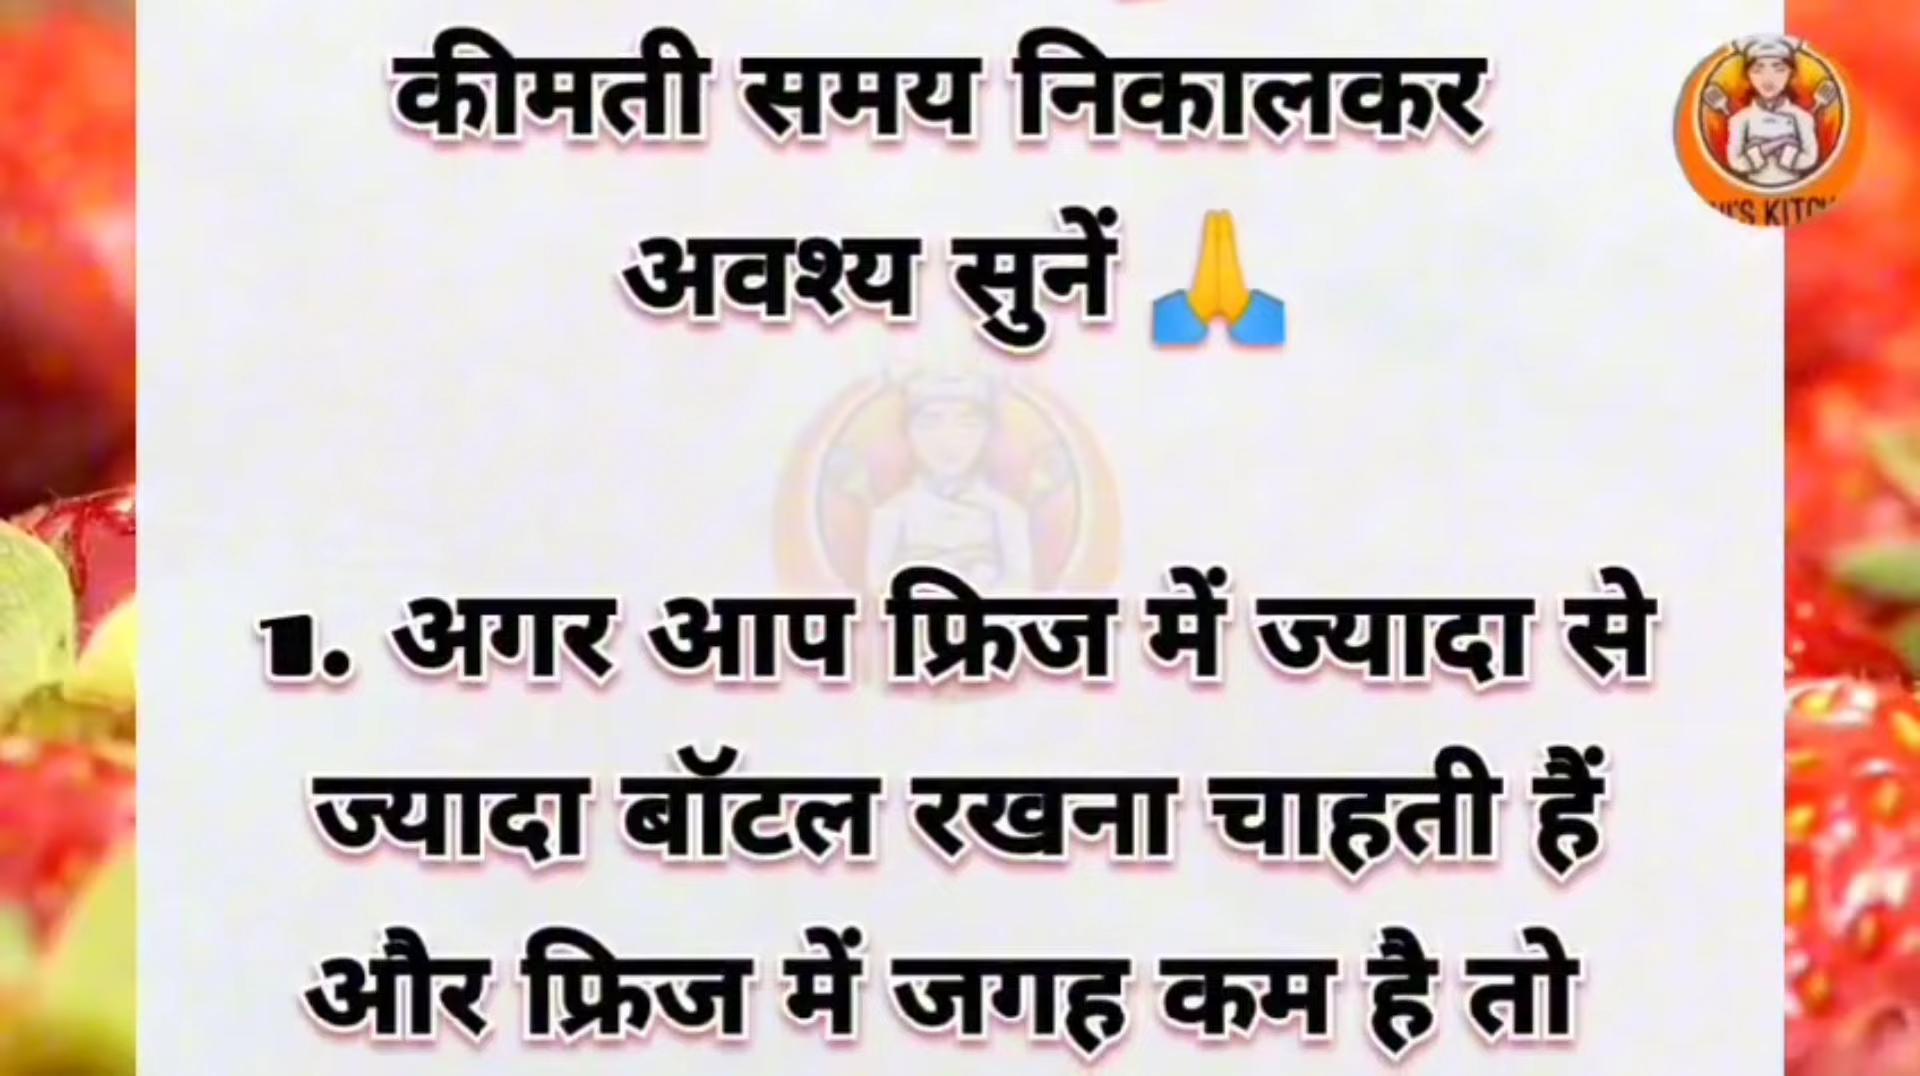 कीमती समय निकालकर
अवश्य सुनें 🙏
1. अगर आप फ्रिज में ज्यादा से
ज्यादा बॉटल रखना चाहती हैं
और फ्रिज में जगह कम है तो